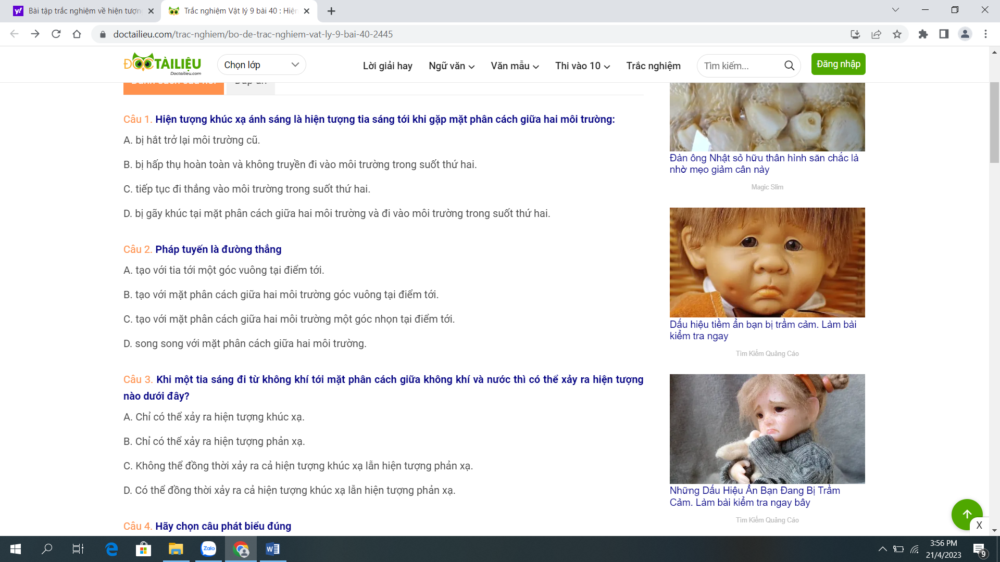 Bài tập trắc nghiệm về hiện tượn
Trắc nghiệm Vật lý 9 bài 40 : Hiện
doctailieu.com/trac-nghiem/bo-de-trac-nghiem-vat-ly-9-bai-40-2445
ĐOCTÀILIỆU
Doctailieu.com
Chọn lớp
Lời giải hay
Ngữ văn
Văn mẫu
Thi vào 10
Trắc nghiệm
Tìm kiếm...
Đăng nhập
Câu 1. Hiện tượng khúc xạ ánh sáng là hiện tượng tia sáng tới khi gặp mặt phân cách giữa hai môi trường:
A. bị hắt trở lại môi trường cũ.
B. bị hấp thụ hoàn toàn và không truyền đi vào môi trường trong suốt thứ hai.
C. tiếp tục đi thẳng vào môi trường trong suốt thứ hai.
D. bị gãy khúc tại mặt phân cách giữa hai môi trường và đi vào môi trường trong suốt thứ hai.
Câu 2. Pháp tuyến là đường thẳng
A. tạo với tia tới một góc vuông tại điểm tới.
B. tạo với mặt phân cách giữa hai môi trường góc vuông tại điểm tới.
C. tạo với mặt phân cách giữa hai môi trường một góc nhọn tại điểm tới.
D. song song với mặt phân cách giữa hai môi trường.
Câu 3. Khi một tia sáng đi từ không khí tới mặt phân cách giữa không khí và nước thì có thể xảy ra hiện tượng
nào dưới đây?
A. Chỉ có thể xảy ra hiện tượng khúc xạ.
B. Chỉ có thể xảy ra hiện tượng phản xạ.
C. Không thể đồng thời xảy ra cả hiện tượng khúc xạ lẫn hiện tượng phản xạ.
D. Có thể đồng thời xảy ra cả hiện tượng khúc xạ lẫn hiện tượng phản xạ.
Câu 4. Hãy chọn câu phát biểu đúng
Đàn ông Nhật sỏ hữu thân hình săn chắc là
nhờ mẹo giảm cân này
Magic Slim
Dấu hiệu tiềm ẩn bạn bị trầm cảm. Làm bài
kiểm tra ngay
Tìm Kiếm Quảng Cáo
Những Dấu Hiệu Ẩn Bạn Đang Bị Trầm
Cảm. Làm bài kiểm tra ngay bây
Tìm Kiếm Quảng Cáo
X
Zalo
3:56 PM
21/4/2023
9